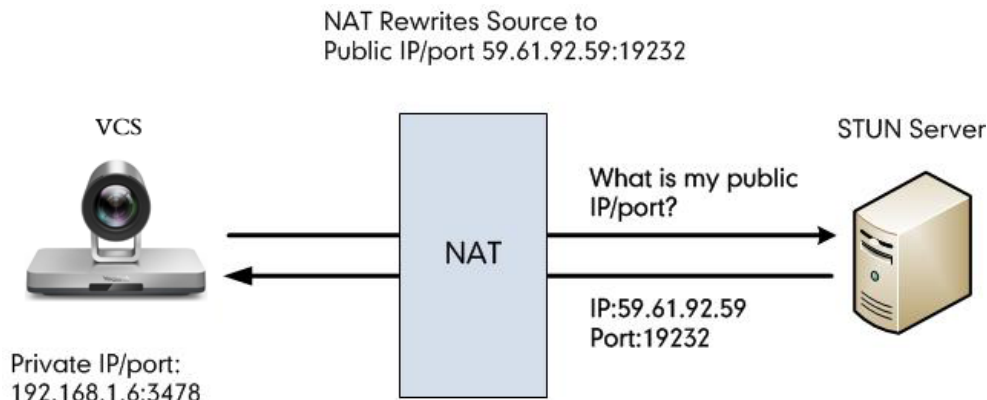 NAT Rewrites Source to
Public IP/port 59.61.92.59:19232
VCS
STUN Server
What is my public
IP/port?
NAT
IP:59.61.92.59
Port:19232
Private IP/port:
192.168.1.6:3478